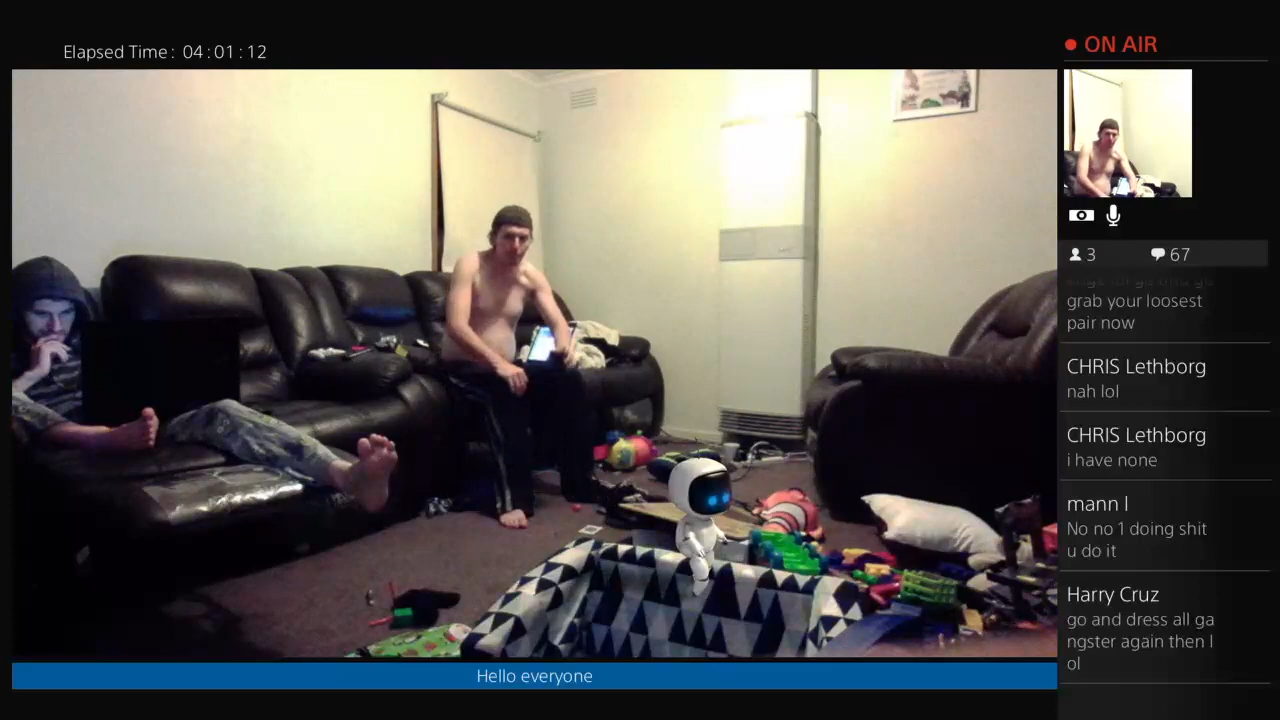 Elapsed Time: 04:01:12
ON AIR
3
67
grab your loosest
pair now
CHRIS Lethborg
nah lol
CHRIS Lethborg
i have none
mann l
No no 1 doing shit
u do it
Harry Cruz
go and dress all ga
ngster again then l
ol
Hello everyone